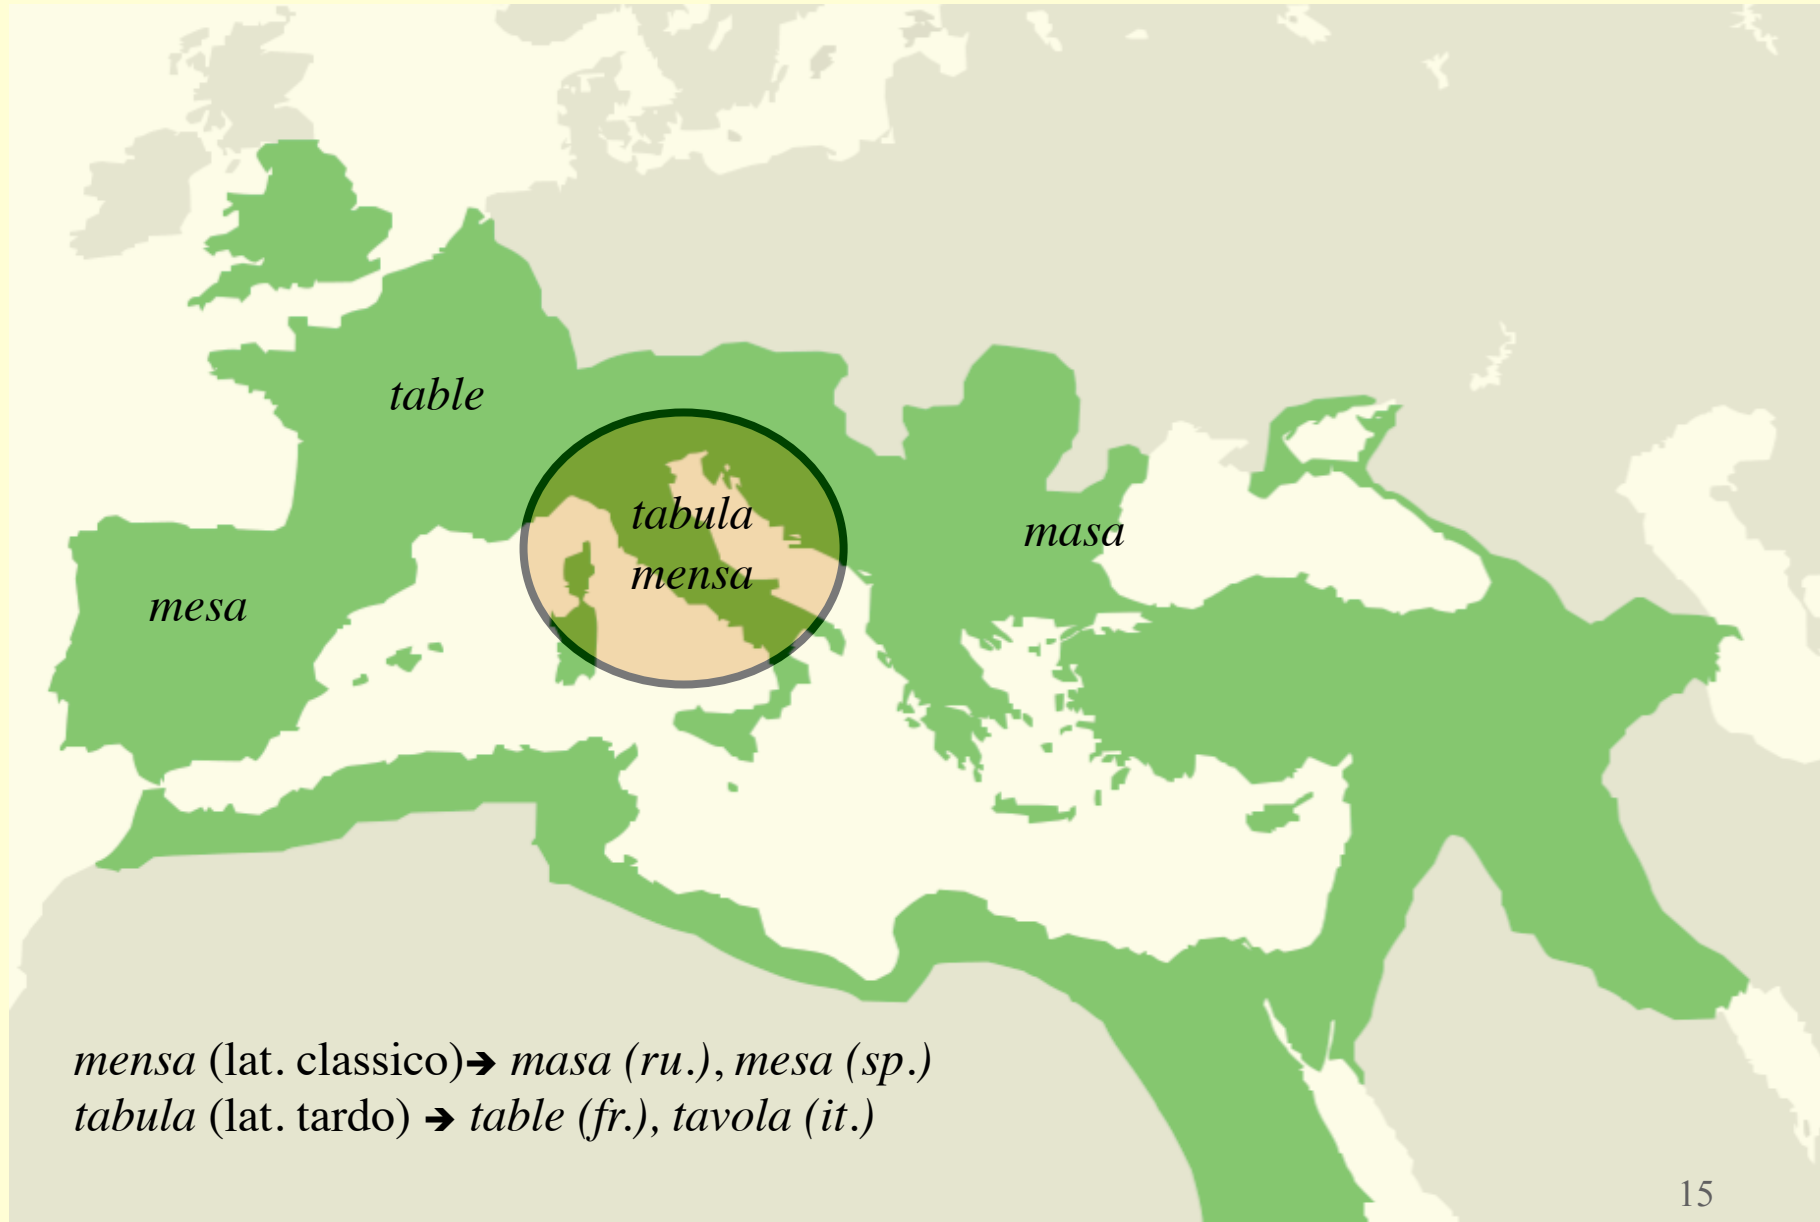 table
tabula
masa
mensa
mesa
mensa (lat. classico)➔ masa (ru.), mesa (sp.)
tabula (lat. tardo) ➔ table (fr.), tavola (it.)
15